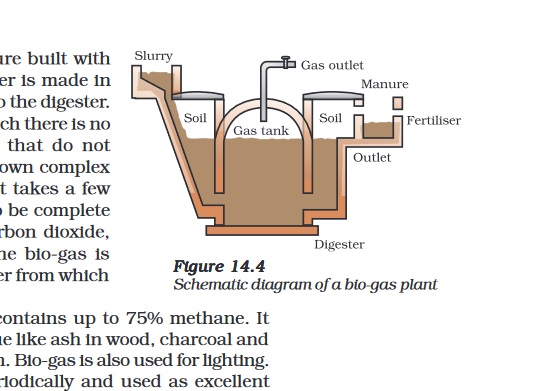 ure built with
er is made in
o the digester.
ch there is no
that do not
own complex
t takes a few
o be complete
rbon dioxide,
ne bio-gas is
er from which
Slurry
Gas outlet
Manure
Soil
Gas tank
Soil
Fertiliser
Outlet
Digester
Figure 14.4
Schematic diagram of a bio-gas plant
contains up to 75% methane. It
ue like ash in wood, charcoal and
n. Bio-gas is also used for lighting.
riodically and used as excellent